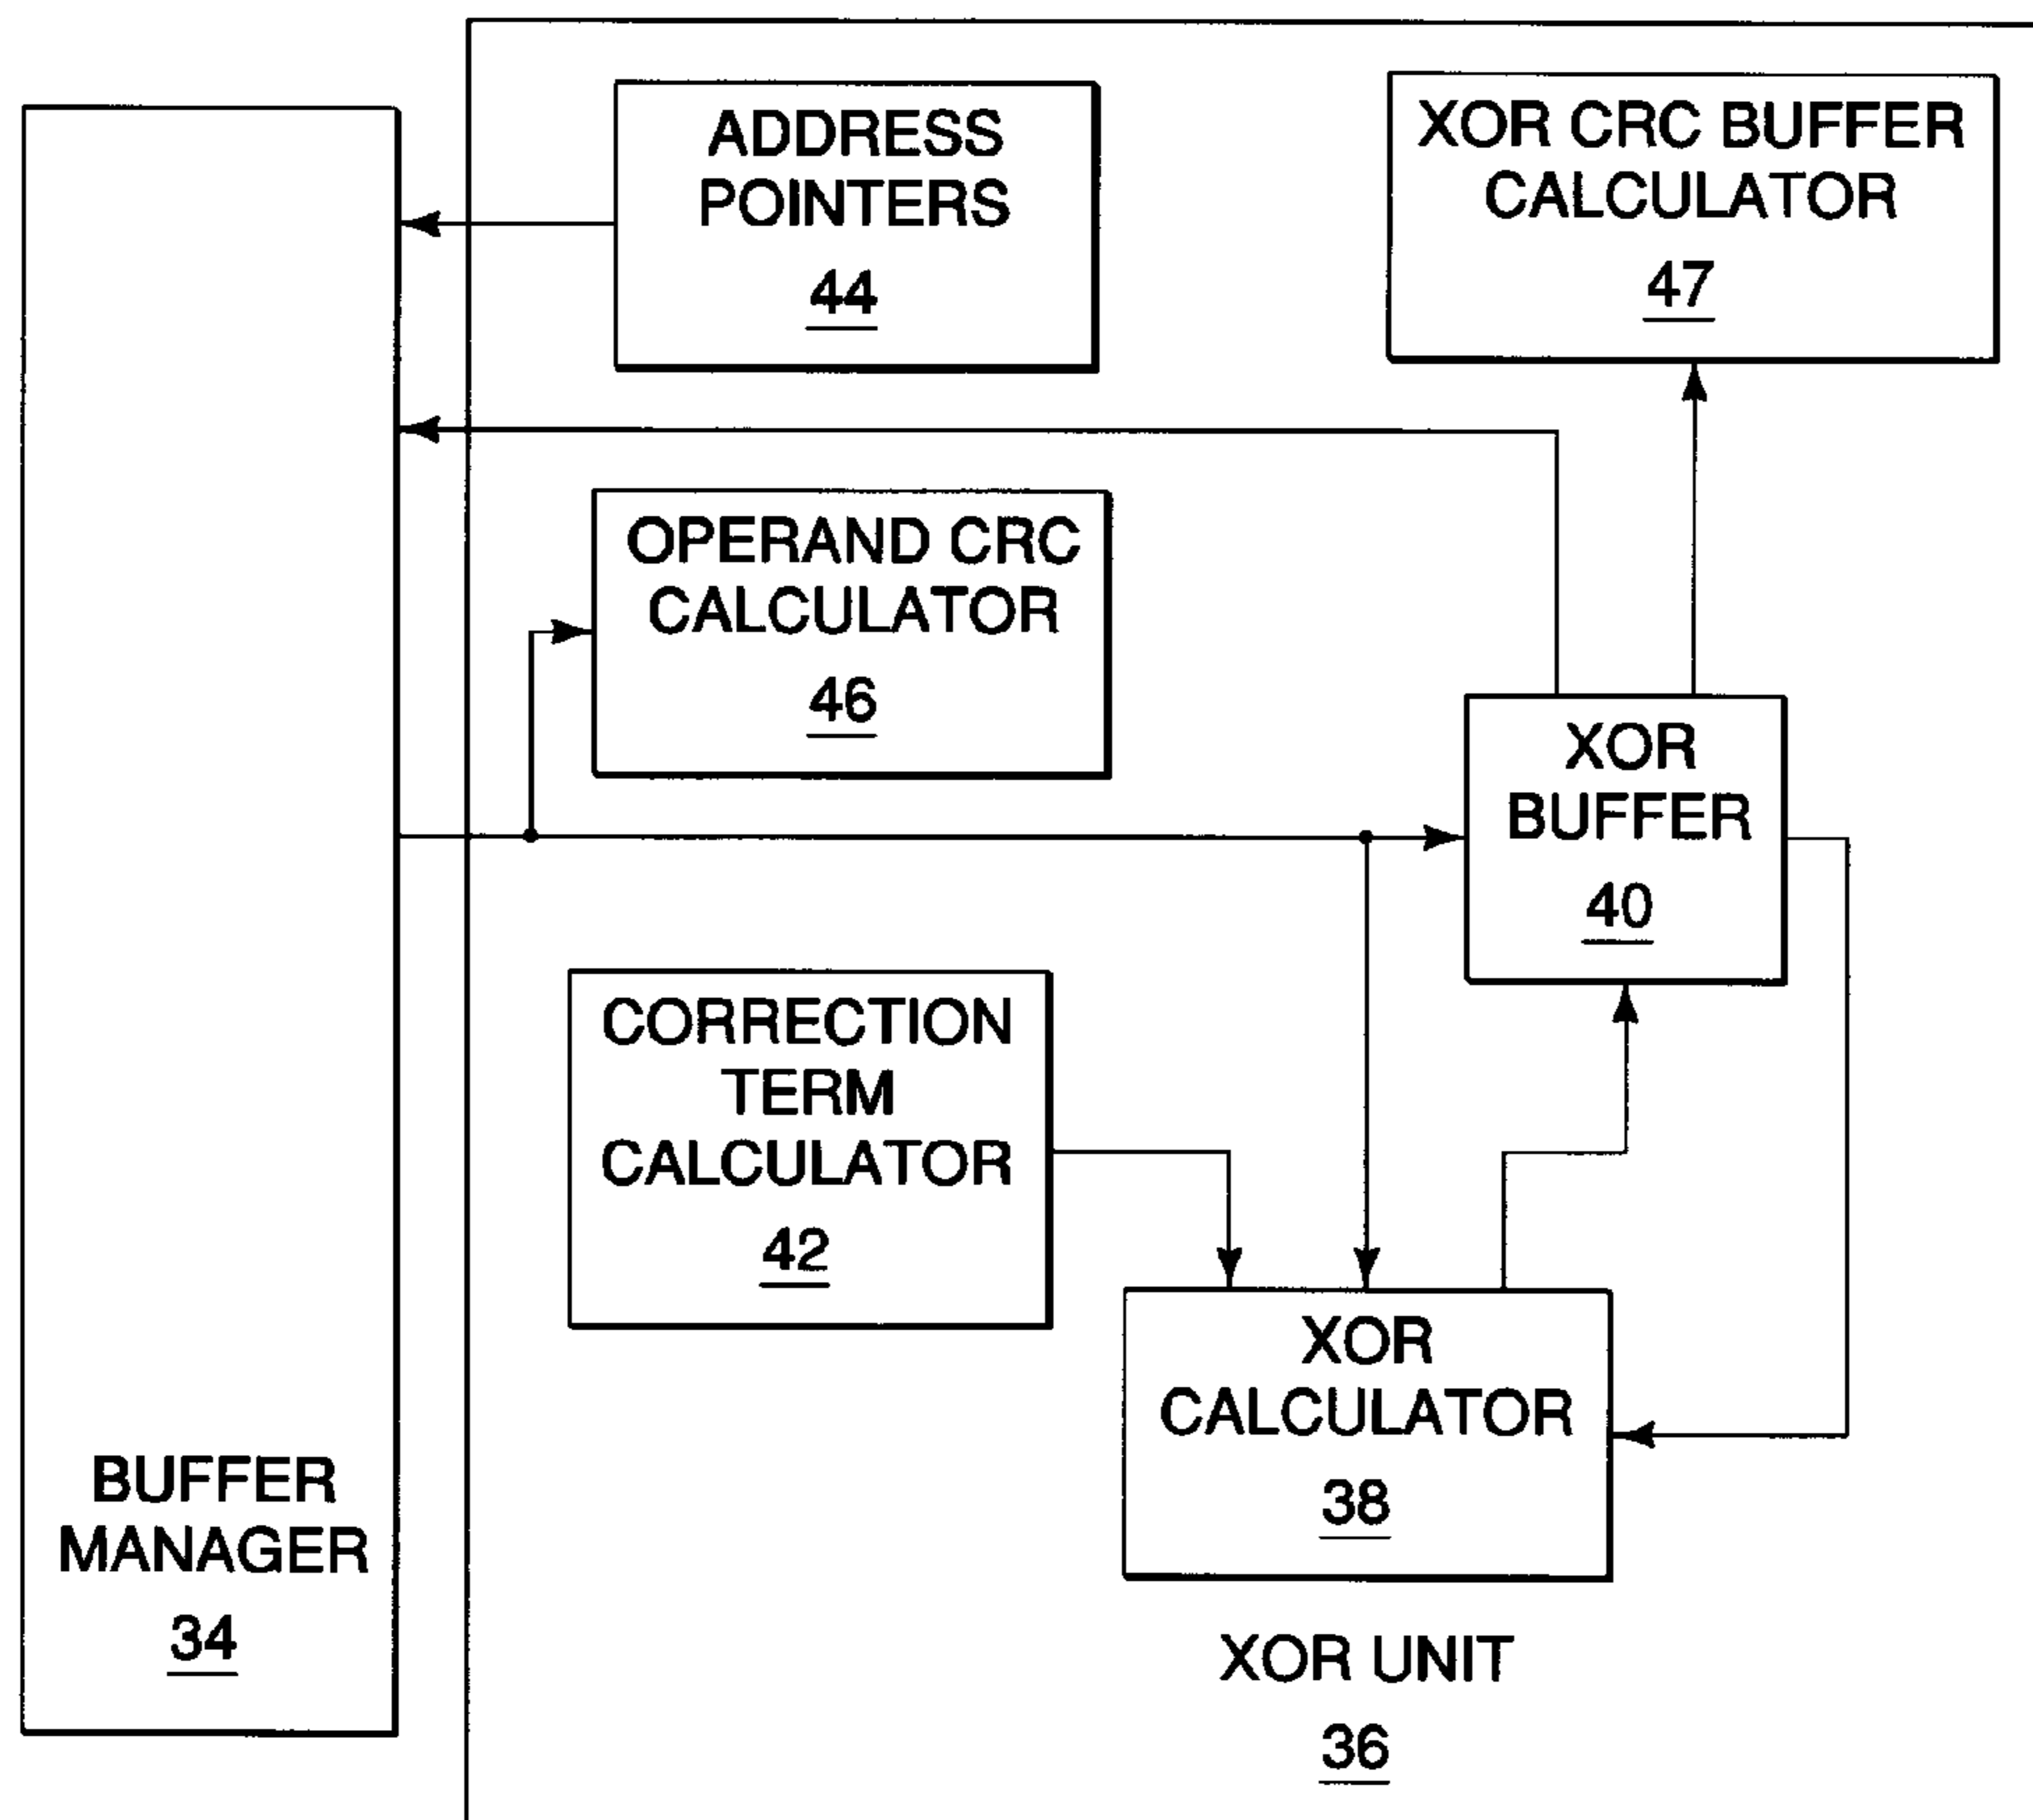 ADDRESS
POINTERS
44
XOR CRC BUFFER
CALCULATOR
47
OPERAND CRC
CALCULATOR
46
XOR
BUFFER
40
CORRECTION
TERM
CALCULATOR
42
XOR
CALCULATOR
38
BUFFER
MANAGER
34
XOR UNIT
36